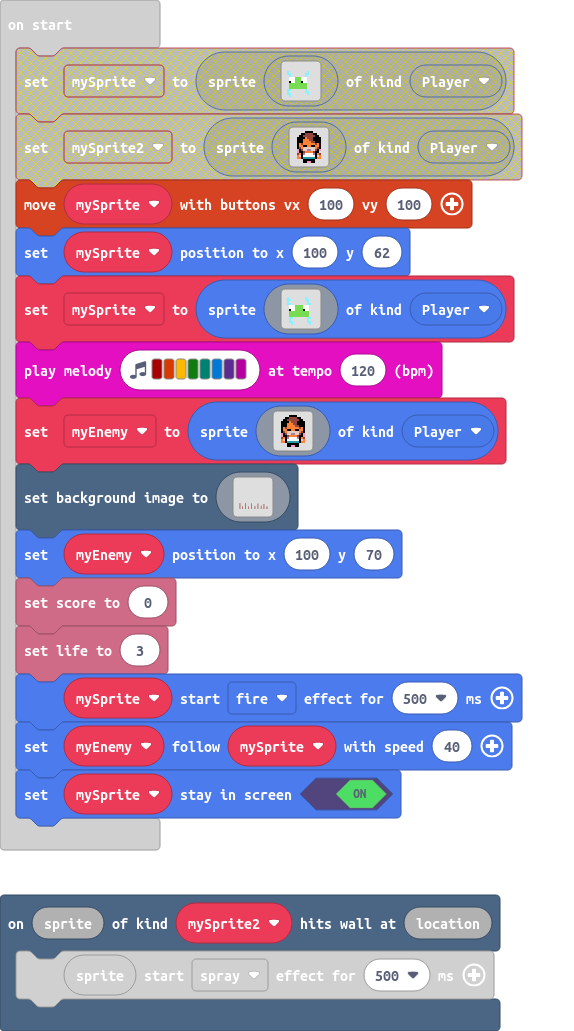 on start
set mySprite to sprite of kind Player
set mySprite2 to sprite of kind Player
move mySprite with buttons vx 100 vy 100
set mySprite position to x 100 y 62
set mySprite to sprite of kind Player
play melody at tempo 120 (bpm)
set myEnemy to sprite of kind Player
set background image to
set myEnemy position to x 100 y 70
set score to 0
set life to 3
mySprite start fire effect for 500 ms
set myEnemy follow mySprite with speed 40
set mySprite stay in screen ON
on sprite of kind mySprite2 hits wall at location
sprite start spray effect for 500 ms